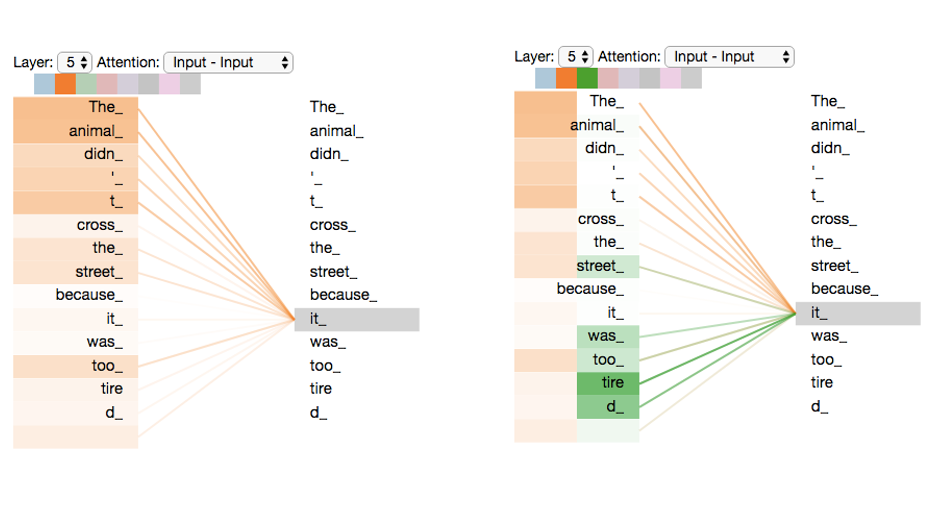 Layer: 5 Attention: Input - Input
The_ The_
animal_ animal_
didn_ didn_
'_ '_
t_ t_
cross_ cross_
the_ the_
street_ street_
because_ because_
it_ it_
was_ was_
too_ too_
tire tire
d_ d_
Layer: 5 Attention: Input - Input
The_ The_
animal_ animal_
didn_ didn_
'_ '_
t_ t_
cross_ cross_
the_ the_
street_ street_
because_ because_
it_ it_
was_ was_
too_ too_
tire tire
d_ d_